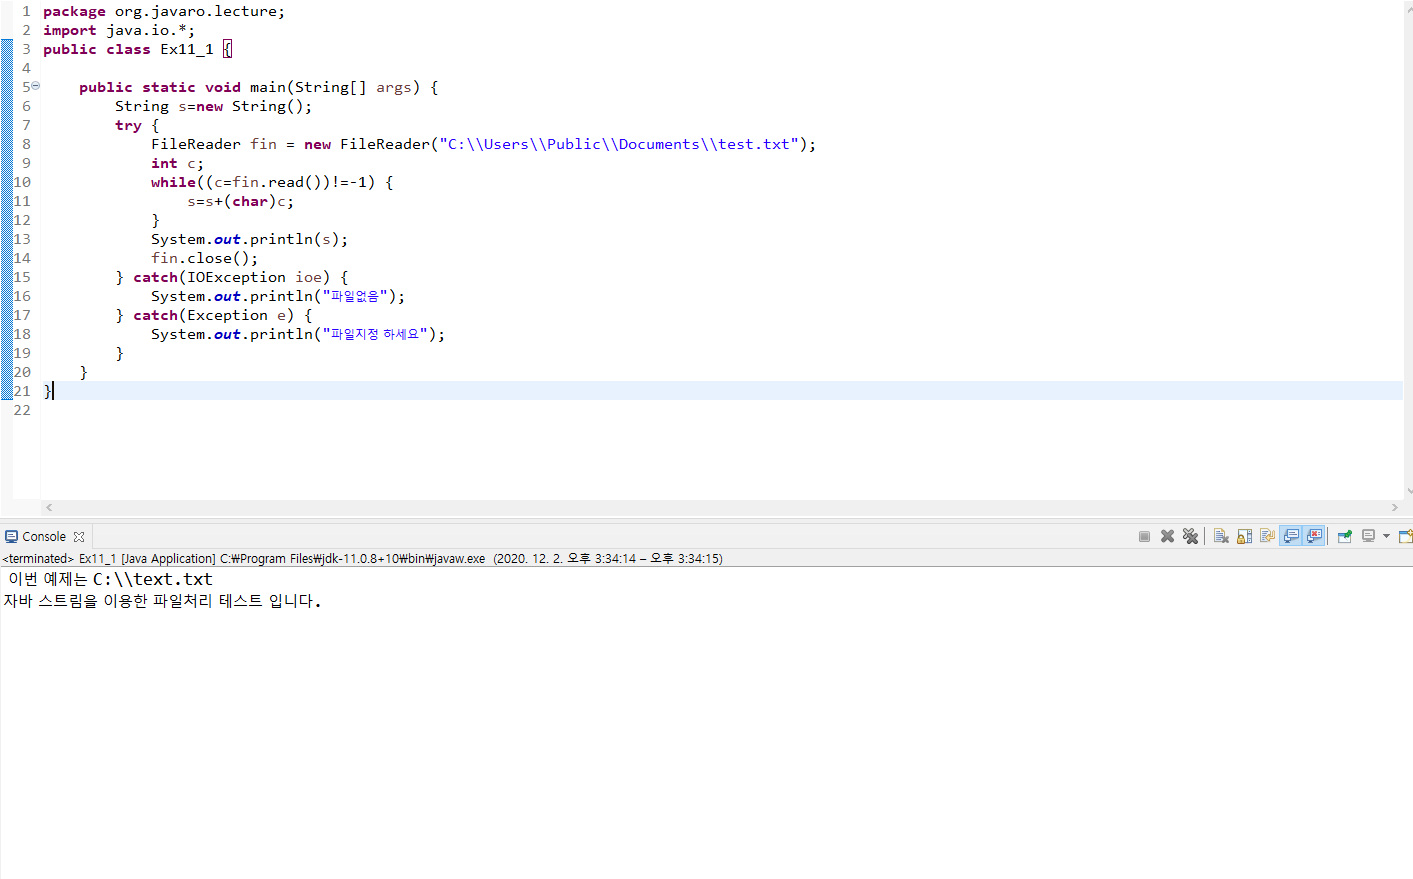 1 package org.javaro.lecture;
2 import java.io.*;
3 public class Ex11_1 {
4
5 public static void main(String[] args) {
6 String s=new String();
7 try {
8 FileReader fin = new FileReader("C:\\Users\\Public\\Documents\\test.txt");
9 int c;
10 while((c=fin.read())!=-1) {
11 s=s+(char)c;
12 }
13 System.out.println(s);
14 fin.close();
15 } catch(IOException ioe) {
16 System.out.println("파일없음");
17 } catch(Exception e) {
18 System.out.println("파일지정 하세요");
19 }
20 }
21 }
22
Console
<terminated> Ex11_1 [Java Application] C:₩Program Files₩jdk-11.0.8+10₩bin₩javaw.exe (2020. 12. 2. 오후 3:34:14 – 오후 3:34:15)
이번 예제는 C:\\text.txt
자바 스트림을 이용한 파일처리 테스트 입니다.